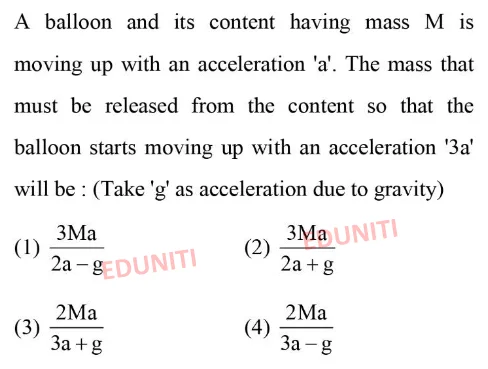 A balloon and its content having mass M is
moving up with an acceleration 'a'. The mass that
must be released from the content so that the
balloon starts moving up with an acceleration '3a'
will be : (Take 'g' as acceleration due to gravity)
(1) 3Ma / 2a − g (2) 3Ma / 2a + g
EDUNITI EDUNITI
(3) 2Ma / 3a + g (4) 2Ma / 3a − g